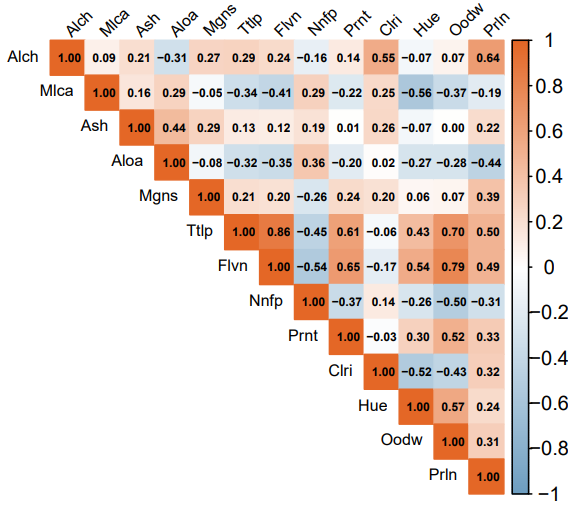 Alch Mlca Ash Aloa Mgns Ttlp Flvn Nnfp Prnt Clri Hue Oodw Prln
Alch 1.00 0.09 0.21 −0.31 0.27 0.29 0.24 −0.16 0.14 0.55 −0.07 0.07 0.64
Mlca 1.00 0.16 0.29 −0.05 −0.34 −0.41 0.29 −0.22 0.25 −0.56 −0.37 −0.19
Ash 1.00 0.44 0.29 0.13 0.12 0.19 0.01 0.26 −0.07 0.00 0.22
Aloa 1.00 −0.08 −0.32 −0.35 0.36 −0.20 0.02 −0.27 −0.28 −0.44
Mgns 1.00 0.21 0.20 −0.26 0.24 0.20 0.06 0.07 0.39
Ttlp 1.00 0.86 −0.45 0.61 −0.06 0.43 0.70 0.50
Flvn 1.00 −0.54 0.65 −0.17 0.54 0.79 0.49
Nnfp 1.00 −0.37 0.14 −0.26 −0.50 −0.31
Prnt 1.00 −0.03 0.30 0.52 0.33
Clri 1.00 −0.52 −0.43 0.32
Hue 1.00 0.57 0.24
Oodw 1.00 0.31
Prln 1.00
1
0.8
0.6
0.4
0.2
0
−0.2
−0.4
−0.6
−0.8
−1